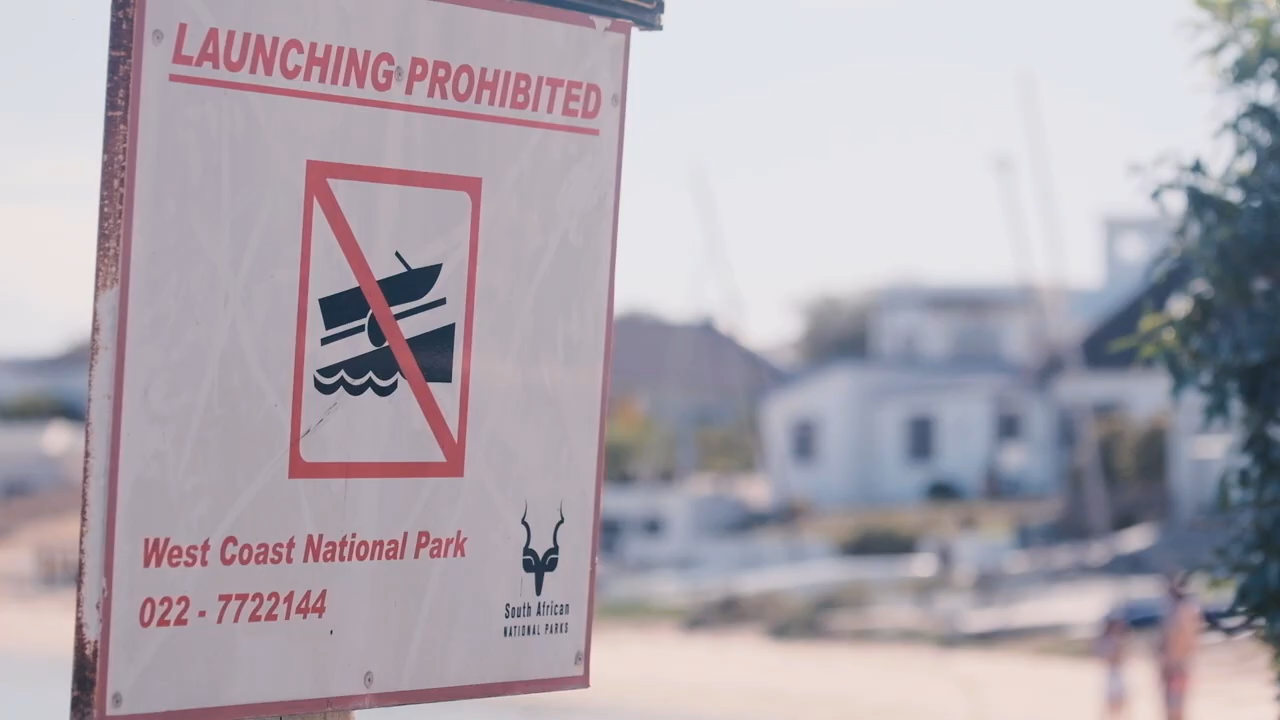 LAUNCHING PROHIBITED
West Coast National Park
022 - 7722144
South African
NATIONAL PARKS